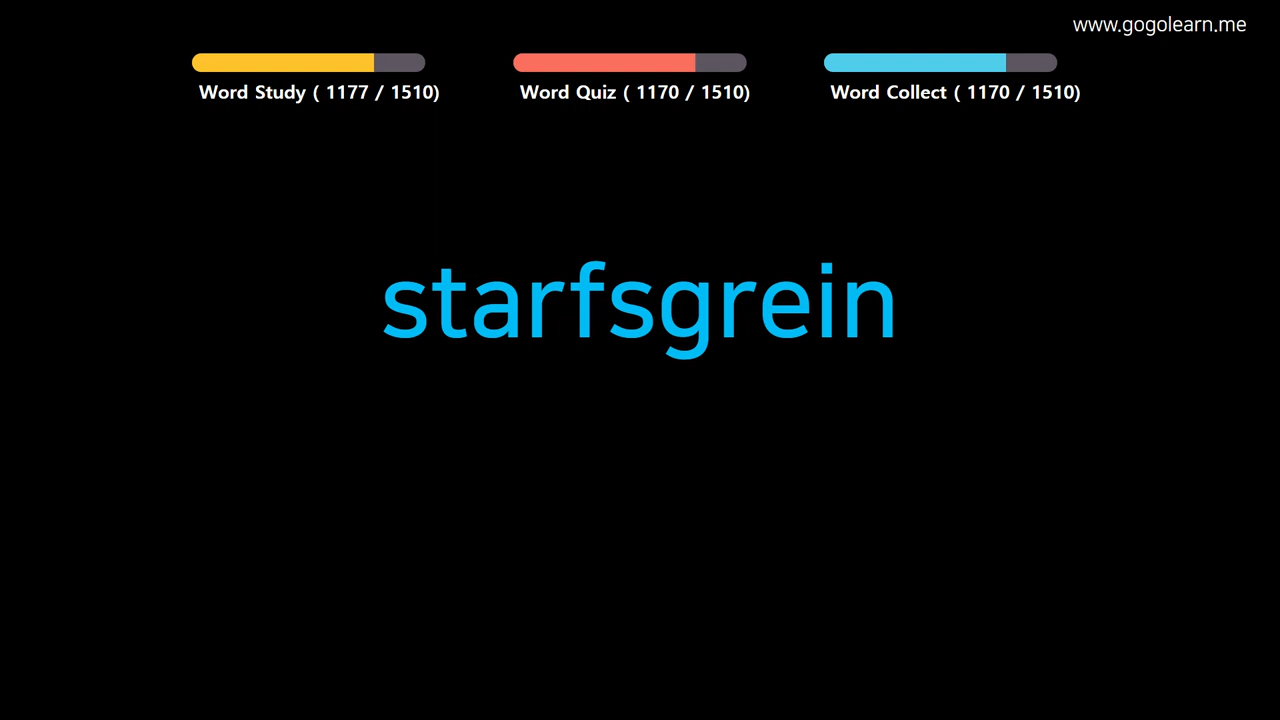 www.gogolearn.me
Word Study ( 1177 / 1510)
Word Quiz ( 1170 / 1510)
Word Collect ( 1170 / 1510)
starfsgrein